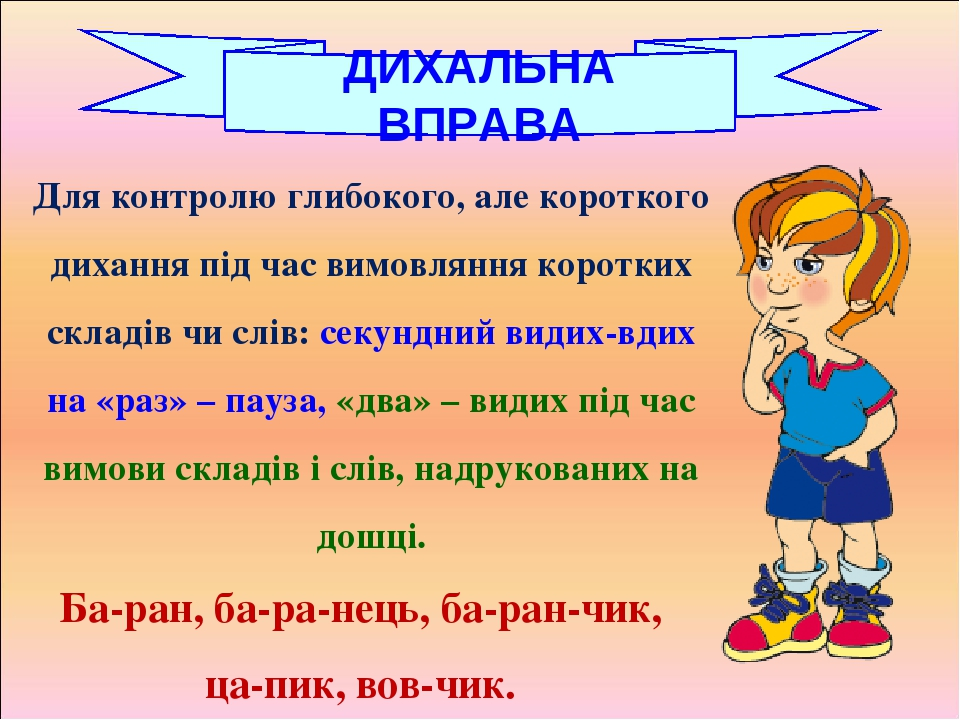 ДИХАЛЬНА
ВПРАВА
Для контролю глибокого, але короткого
дихання під час вимовляння коротких
складів чи слів: секундний видих-вдих
на «раз» – пауза, «два» – видих під час
вимови складів і слів, надрукованих на
дошці.
Ба-ран, ба-ра-нець, ба-ран-чик,
ца-пик, вов-чик.